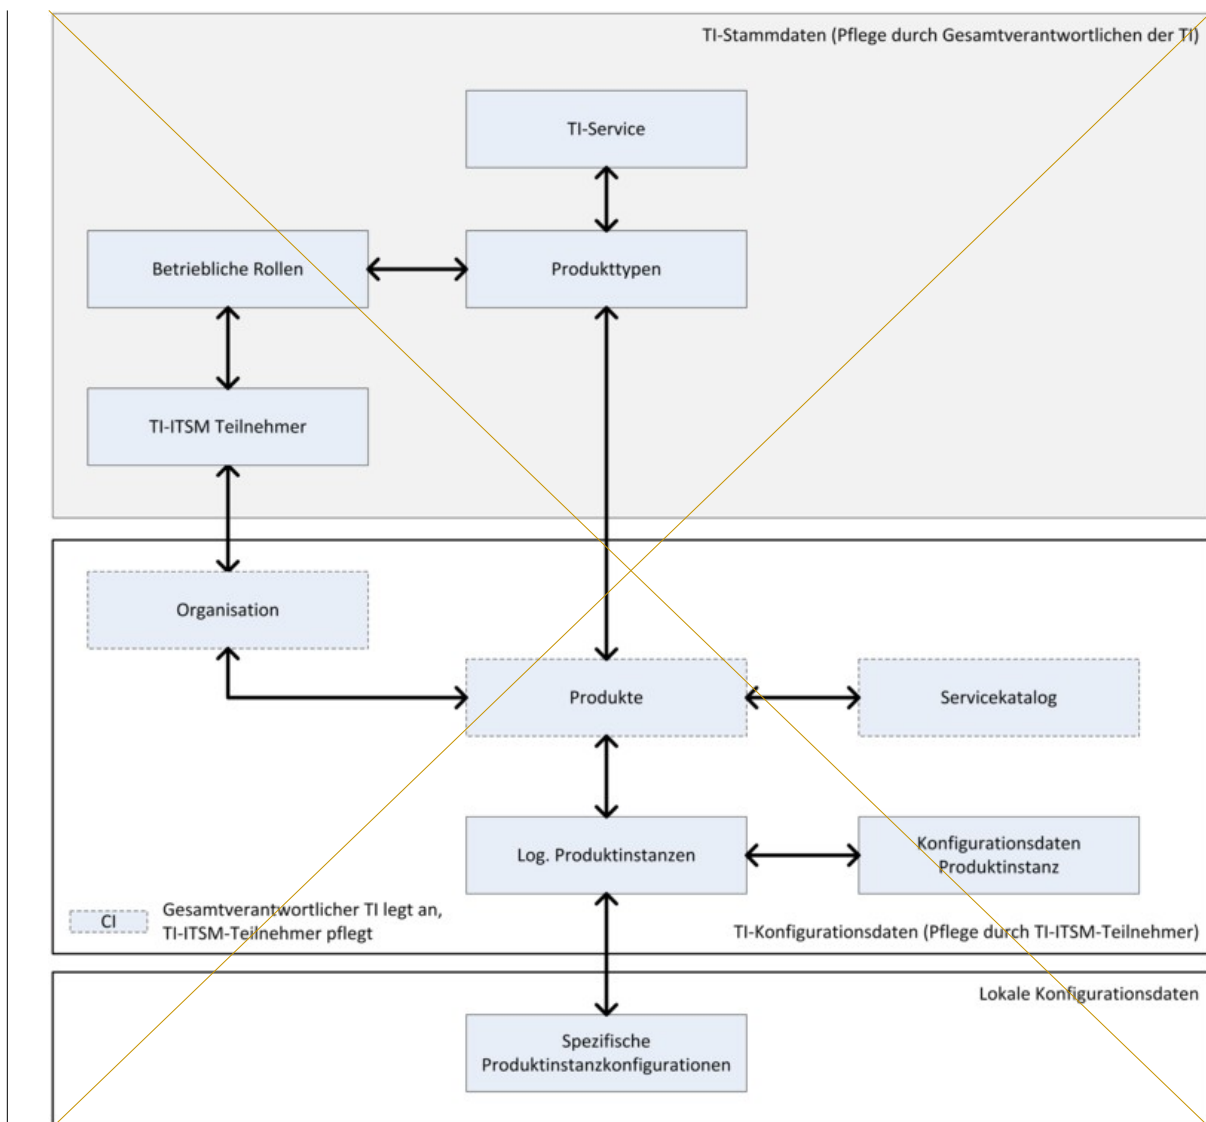 TI-Stammdaten (Pflege durch Gesamtverantwortlichen der TI)
TI-Service
Betriebliche Rollen
Produkttypen
TI-ITSM Teilnehmer
Organisation
Produkte
Servicekatalog
Log. Produktinstanzen
Konfigurationsdaten
Produktinstanz
CI
Gesamtverantwortlicher TI legt an,
TI-ITSM-Teilnehmer pflegt
TI-Konfigurationsdaten (Pflege durch TI-ITSM-Teilnehmer)
Lokale Konfigurationsdaten
Spezifische
Produktinstanzkonfigurationen